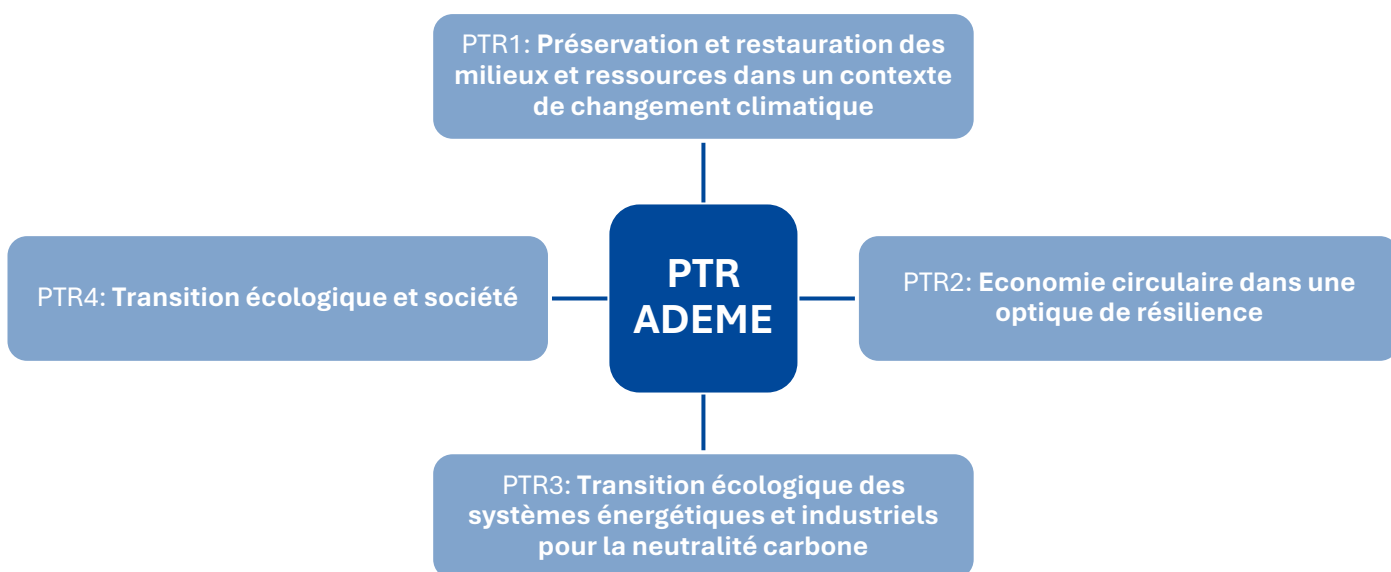 PTR1: Préservation et restauration des
milieux et ressources dans un contexte
de changement climatique
PTR4: Transition écologique et société
PTR
ADEME
PTR2: Economie circulaire dans une
optique de résilience
PTR3: Transition écologique des
systèmes énergétiques et industriels
pour la neutralité carbone